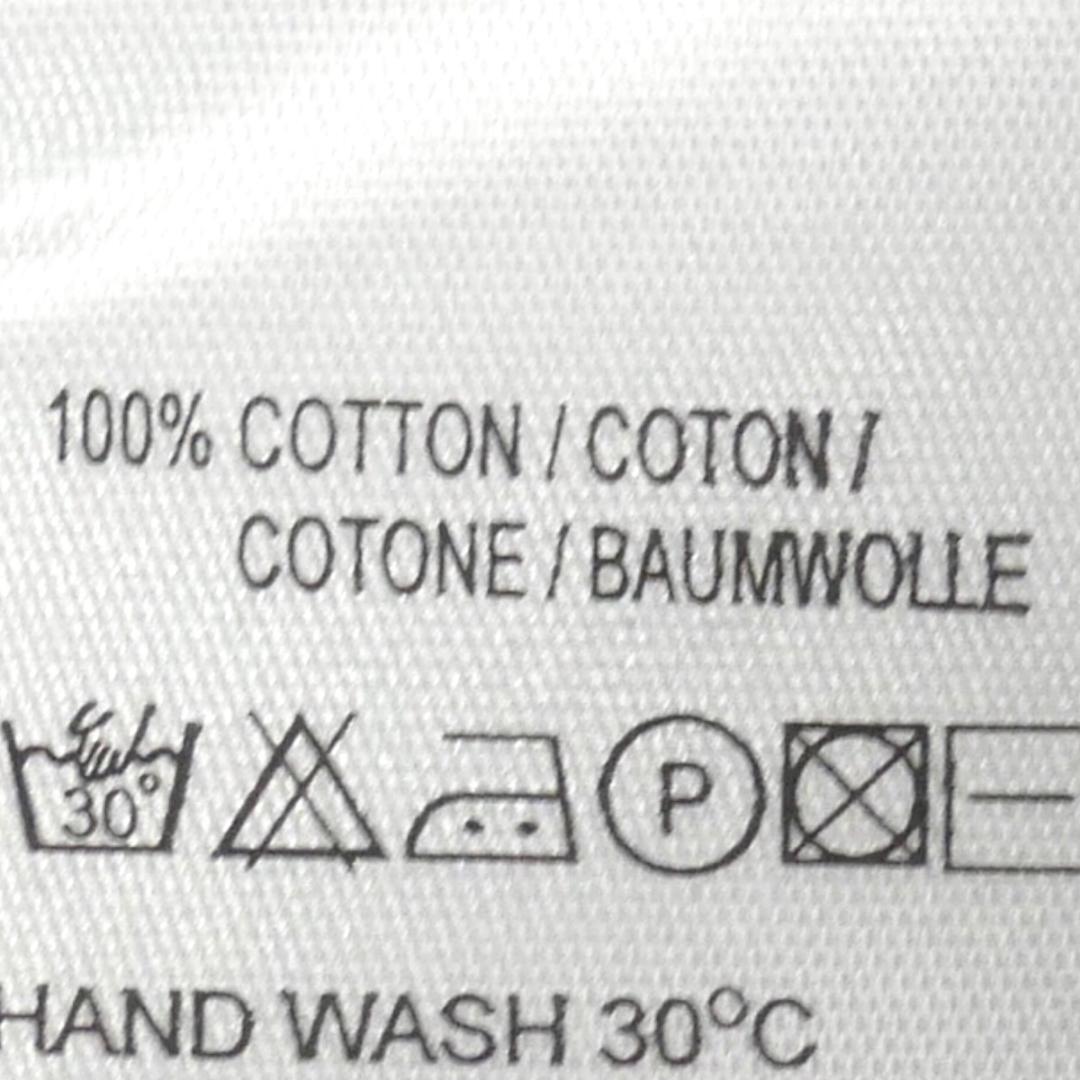 100% COTTON / COTON /
COTONE / BAUMWOLLE
30° P
HAND WASH 30°C